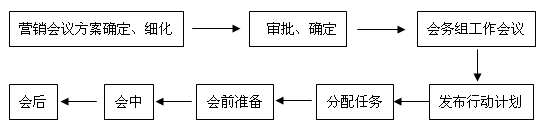 营销会议方案确定、细化
审批、确定
会务组工作会议
发布行动计划
分配任务
会前准备
会中
会后